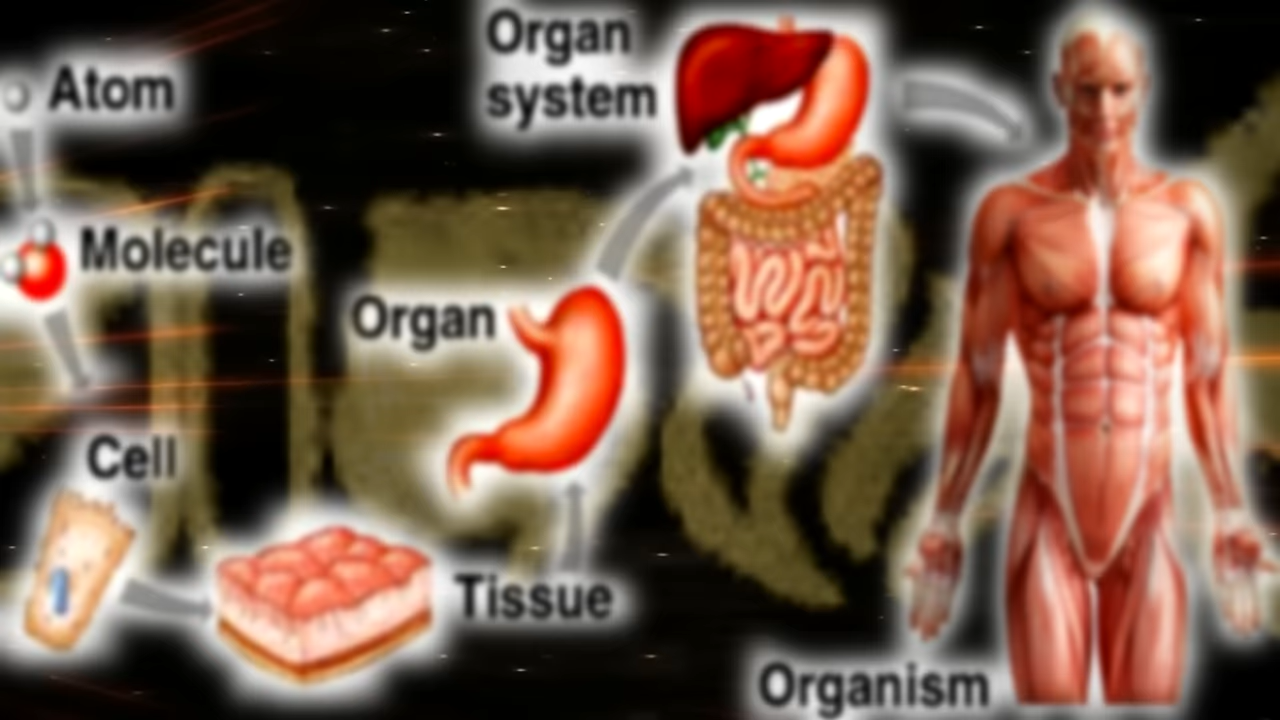 Atom
Molecule
Cell
Tissue
Organ
Organ
system
Organism